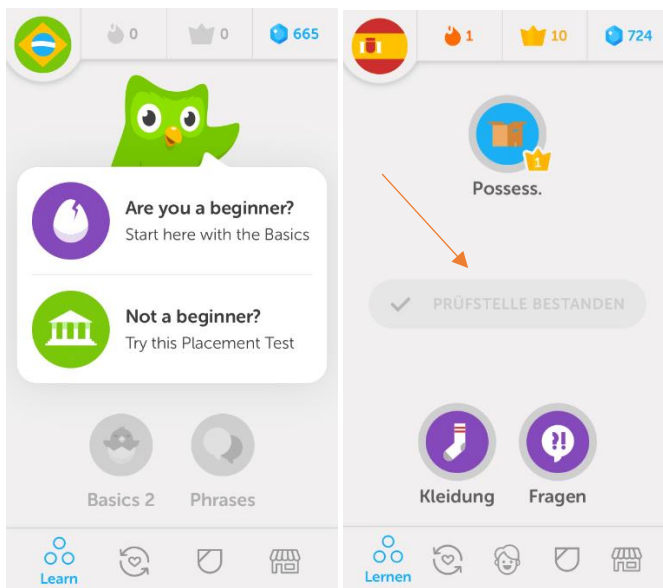 0
0
665
Are you a beginner?
Start here with the Basics
Not a beginner?
Try this Placement Test
Basics 2
Phrases
Learn
1
10
724
1
Possess.
PRÜFSTELLE BESTANDEN
?!
Kleidung
Fragen
Lernen